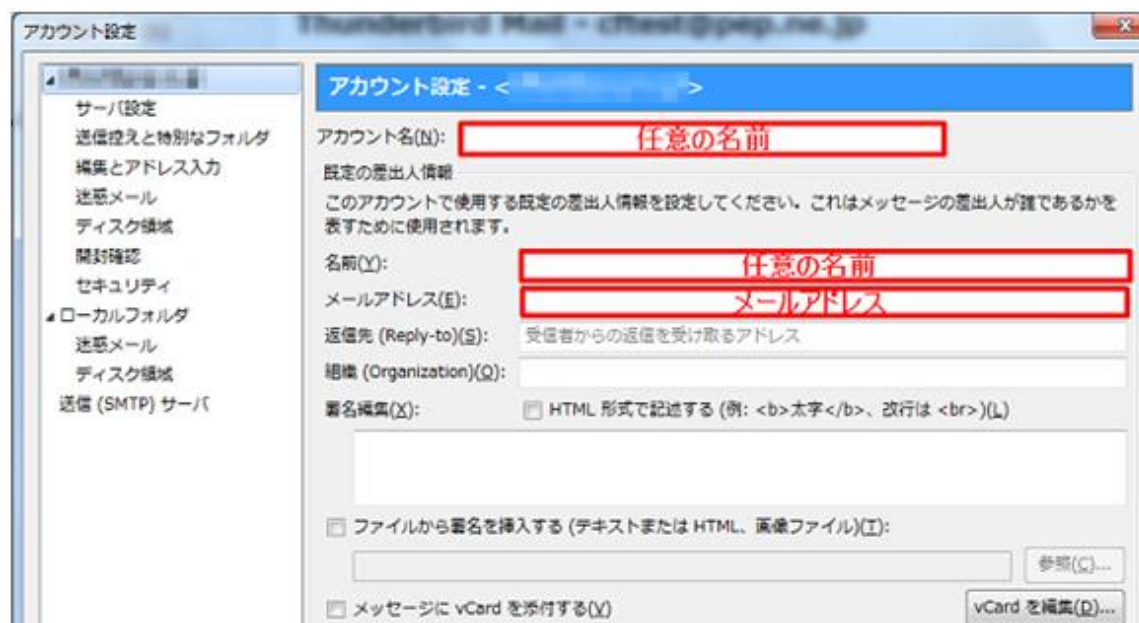 Thunderbird Mail - cftest@pep.ne.jp
アカウント設定
サーバ設定
送信控えと特別なフォルダ
編集とアドレス入力
迷惑メール
ディスク領域
開封確認
セキュリティ
ローカルフォルダ
迷惑メール
ディスク領域
送信 (SMTP) サーバ
アカウント設定 - < >
アカウント名(N): 任意の名前
既定の差出人情報
このアカウントで使用する既定の差出人情報を設定してください。これはメッセージの差出人が誰であるかを
表すために使用されます。
名前(Y): 任意の名前
メールアドレス(E): メールアドレス
返信先 (Reply-to)(S): 受信者からの返信を受け取るアドレス
組織 (Organization)(O):
署名編集(X): HTML 形式で記述する (例: <b>太字</b>、改行は <br>)(L)
ファイルから署名を挿入する (テキストまたは HTML、画像ファイル)(T):
参照(C)...
メッセージに vCard を添付する(V) vCard を編集(D)...